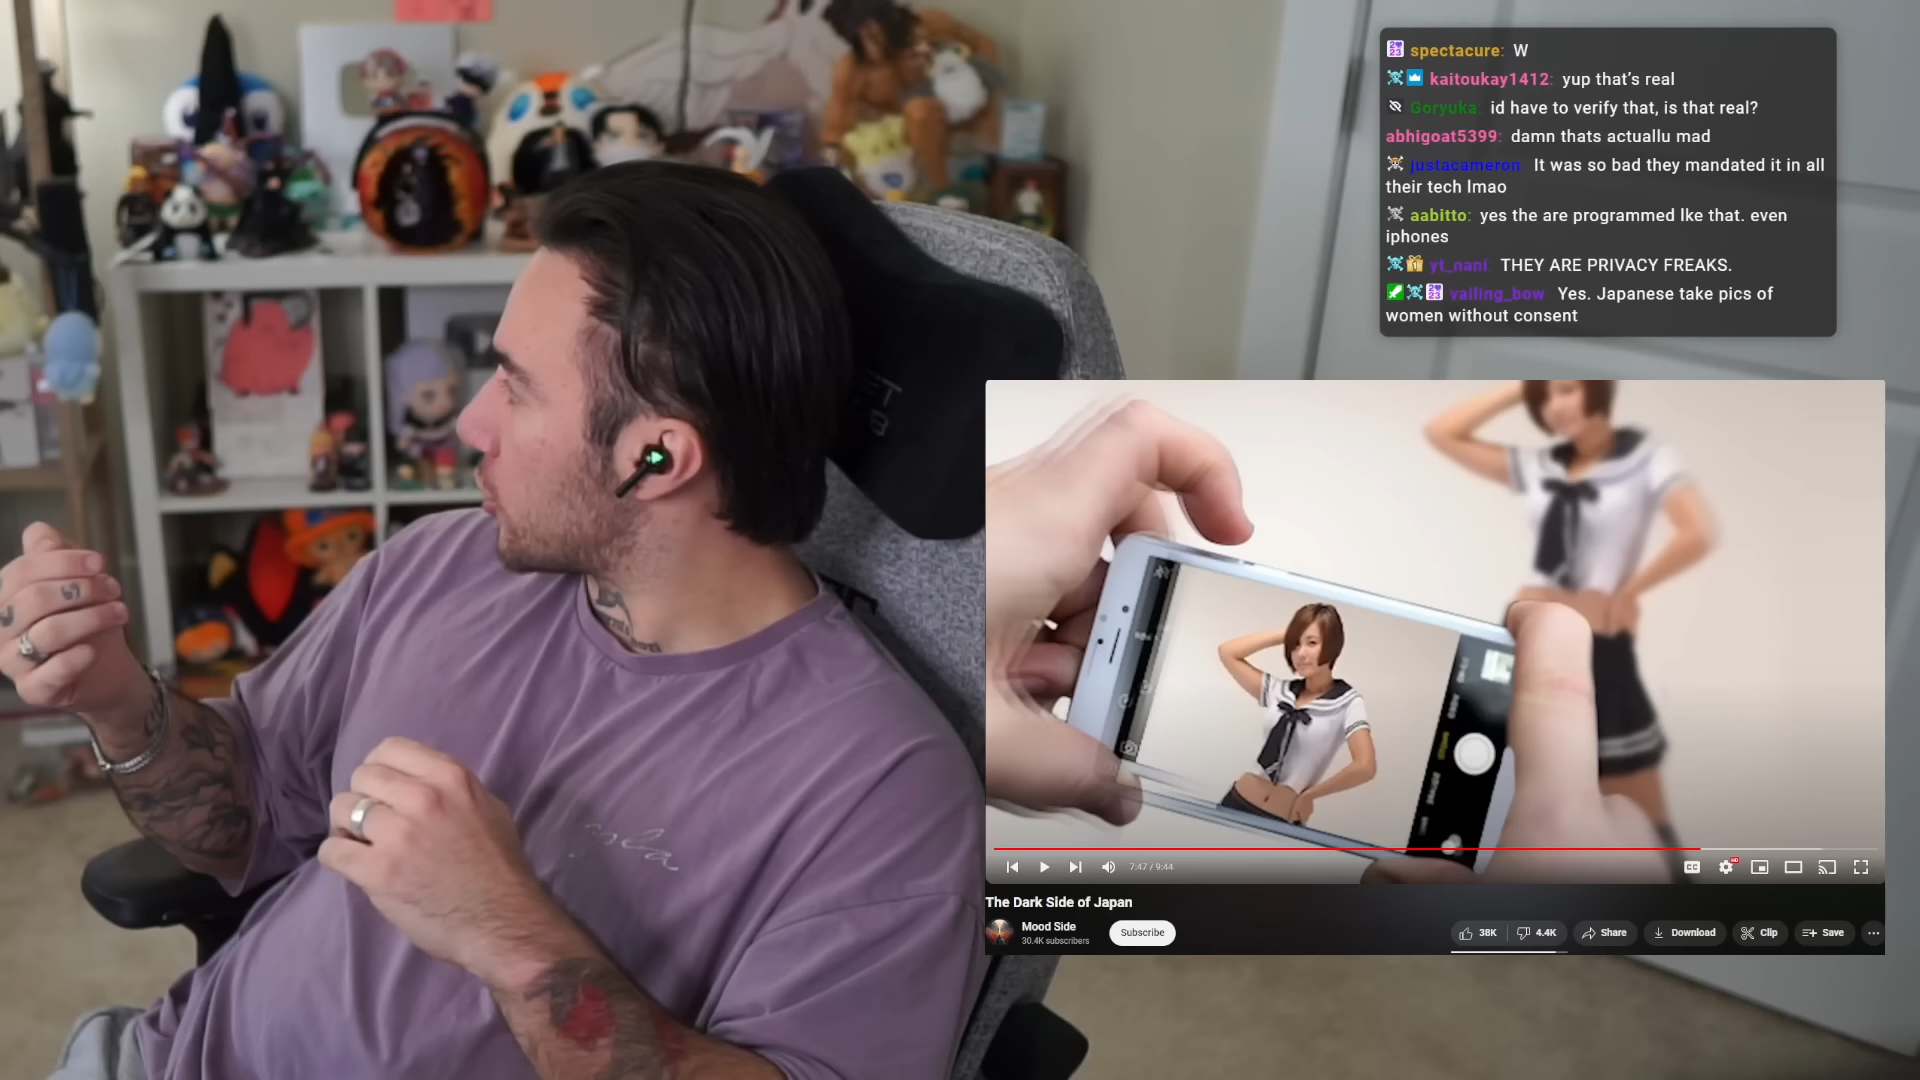 spectacure: W
kaitoukay1412: yup that's real
Goryuka: id have to verify that, is that real?
abhigoat5399: damn thats actuallu mad
justacameron It was so bad they mandated it in all
their tech lmao
aabitto: yes the are programmed lke that. even
iphones
yt_nani THEY ARE PRIVACY FREAKS.
vailing_bow Yes. Japanese take pics of
women without consent
7:47 / 9:44
CC
HD
The Dark Side of Japan
Mood Side
30.4K subscribers
Subscribe
38K
4.4K
Share
Download
Clip
Save